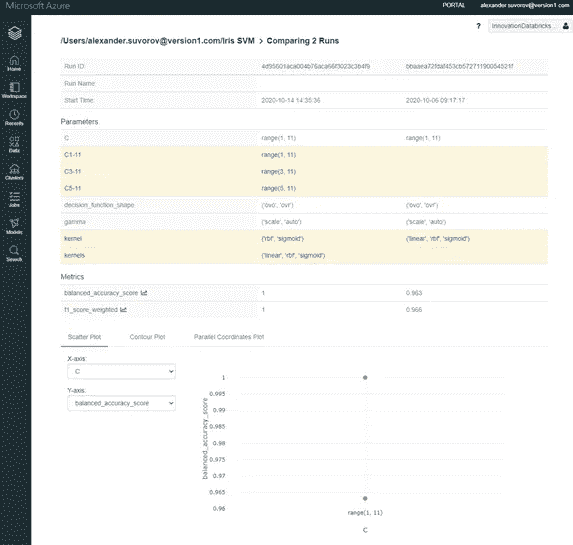 Microsoft Azure
PORTAL
alexander.suvorov@version1.com
?
InnovationDatabricks...
/Users/alexander.suvorov@version1.com/Iris SVM > Comparing 2 Runs
Run ID:
Run Name:
Start Time: 2020-10-14 14:35:36 2020-10-06 09:17:17
Parameters
C range(1, 11) range(1, 11)
C1-11 range(1, 11)
C3-11 range(3, 11)
C5-11 range(5, 11)
decision_function_shape ('ovo', 'ovr') ('ovo', 'ovr')
gamma ('scale', 'auto') ('scale', 'auto')
kernel ('rbf', 'sigmoid') ('linear', 'rbf', 'sigmoid')
kernels ('linear', 'rbf', 'sigmoid')
Metrics
balanced_accuracy_score 1 0.963
f1_score_weighted 1 0.966
Scatter Plot Contour Plot Parallel Coordinates Plot
X-axis:
C
Y-axis:
balanced_accuracy_score
1
0.995
0.99
0.985
0.98
0.975
0.97
0.965
0.96
balanced_accuracy_score
range(1, 11)
C
Home
Workspace
Recents
Data
Clusters
Jobs
Models
Search